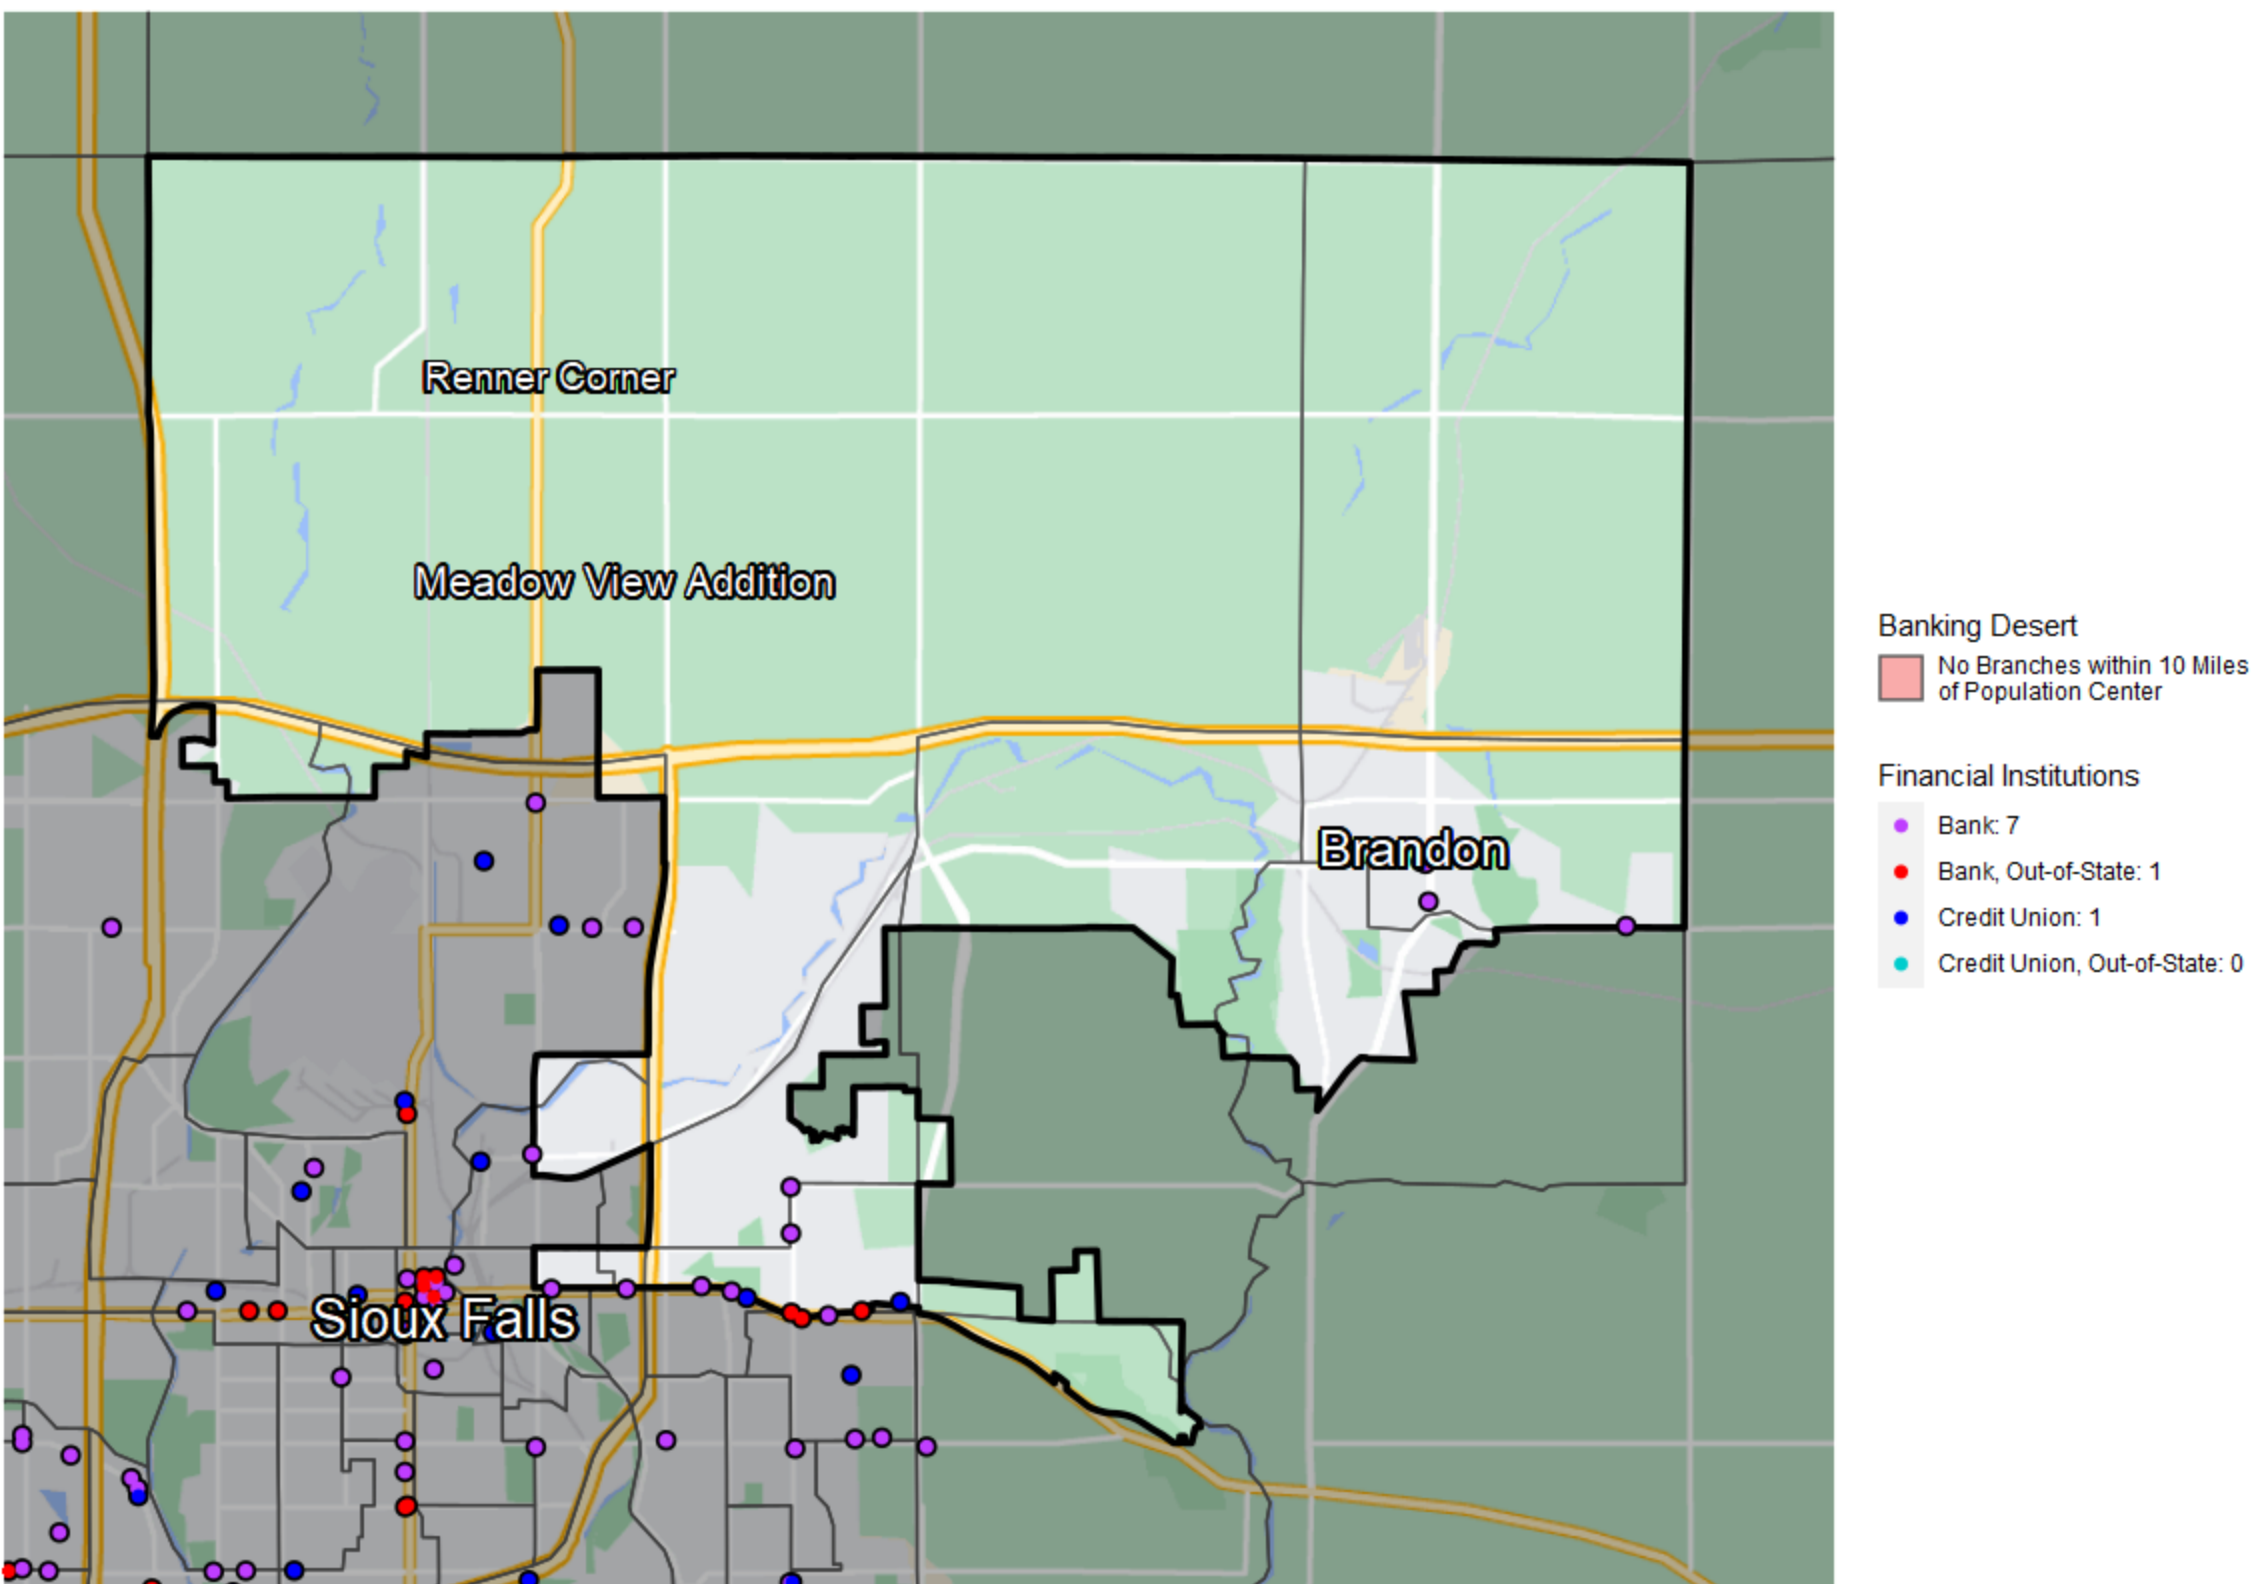 Renner Corner
Meadow View Addition
Brandon
Sioux Falls
Banking Desert
No Branches within 10 Miles
of Population Center
Financial Institutions
Bank: 7
Bank, Out-of-State: 1
Credit Union: 1
Credit Union, Out-of-State: 0